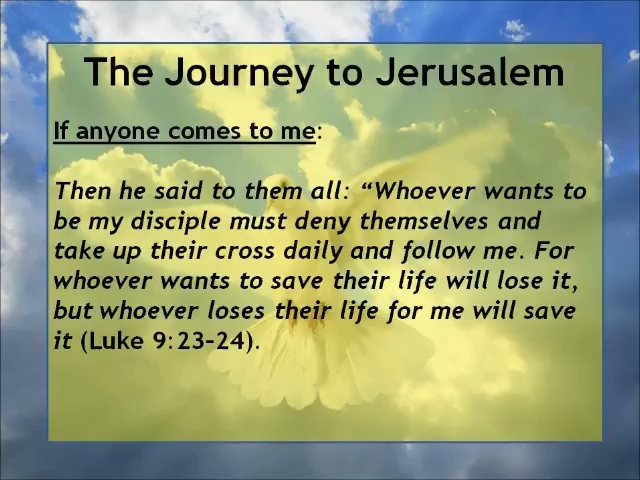 The Journey to Jerusalem
If anyone comes to me:
Then he said to them all: “Whoever wants to
be my disciple must deny themselves and
take up their cross daily and follow me. For
whoever wants to save their life will lose it,
but whoever loses their life for me will save
it (Luke 9:23-24).